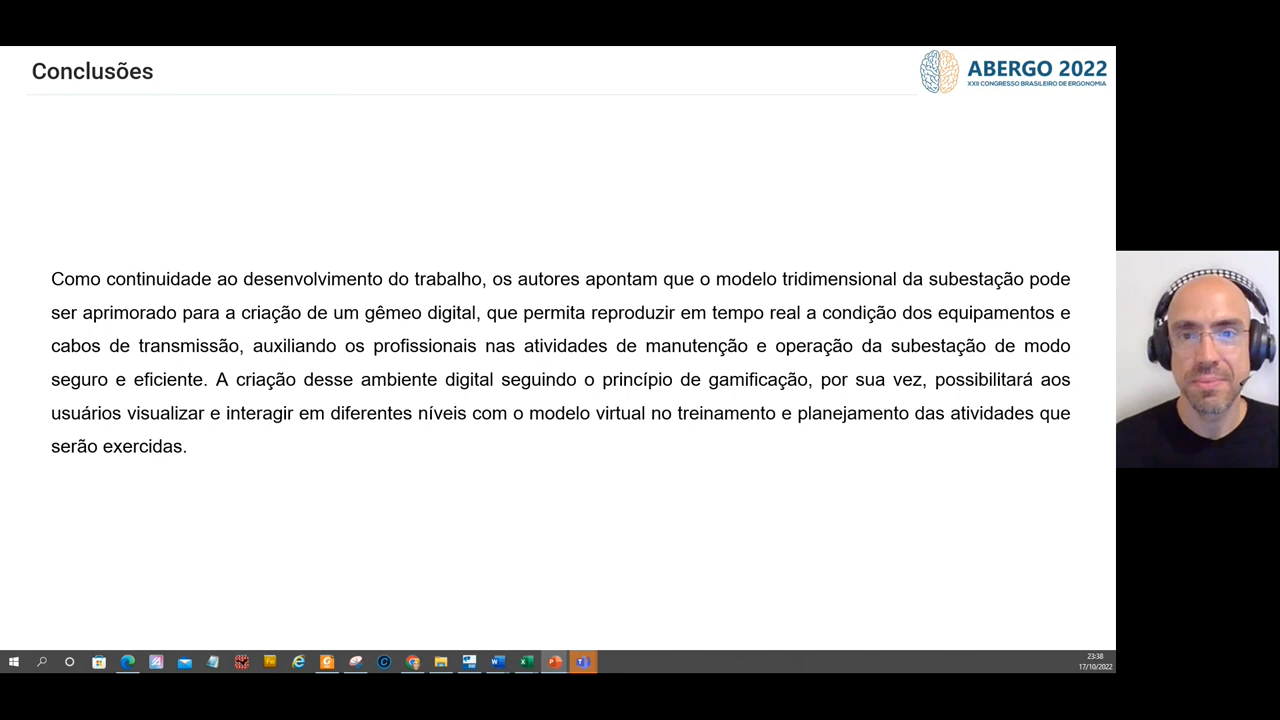 Conclusões
ABERGO 2022
XXII CONGRESSO BRASILEIRO DE ERGONOMIA
Como continuidade ao desenvolvimento do trabalho, os autores apontam que o modelo tridimensional da subestação pode
ser aprimorado para a criação de um gêmeo digital, que permita reproduzir em tempo real a condição dos equipamentos e
cabos de transmissão, auxiliando os profissionais nas atividades de manutenção e operação da subestação de modo
seguro e eficiente. A criação desse ambiente digital seguindo o princípio de gamificação, por sua vez, possibilitará aos
usuários visualizar e interagir em diferentes níveis com o modelo virtual no treinamento e planejamento das atividades que
serão exercidas.
23:38
17/10/2022